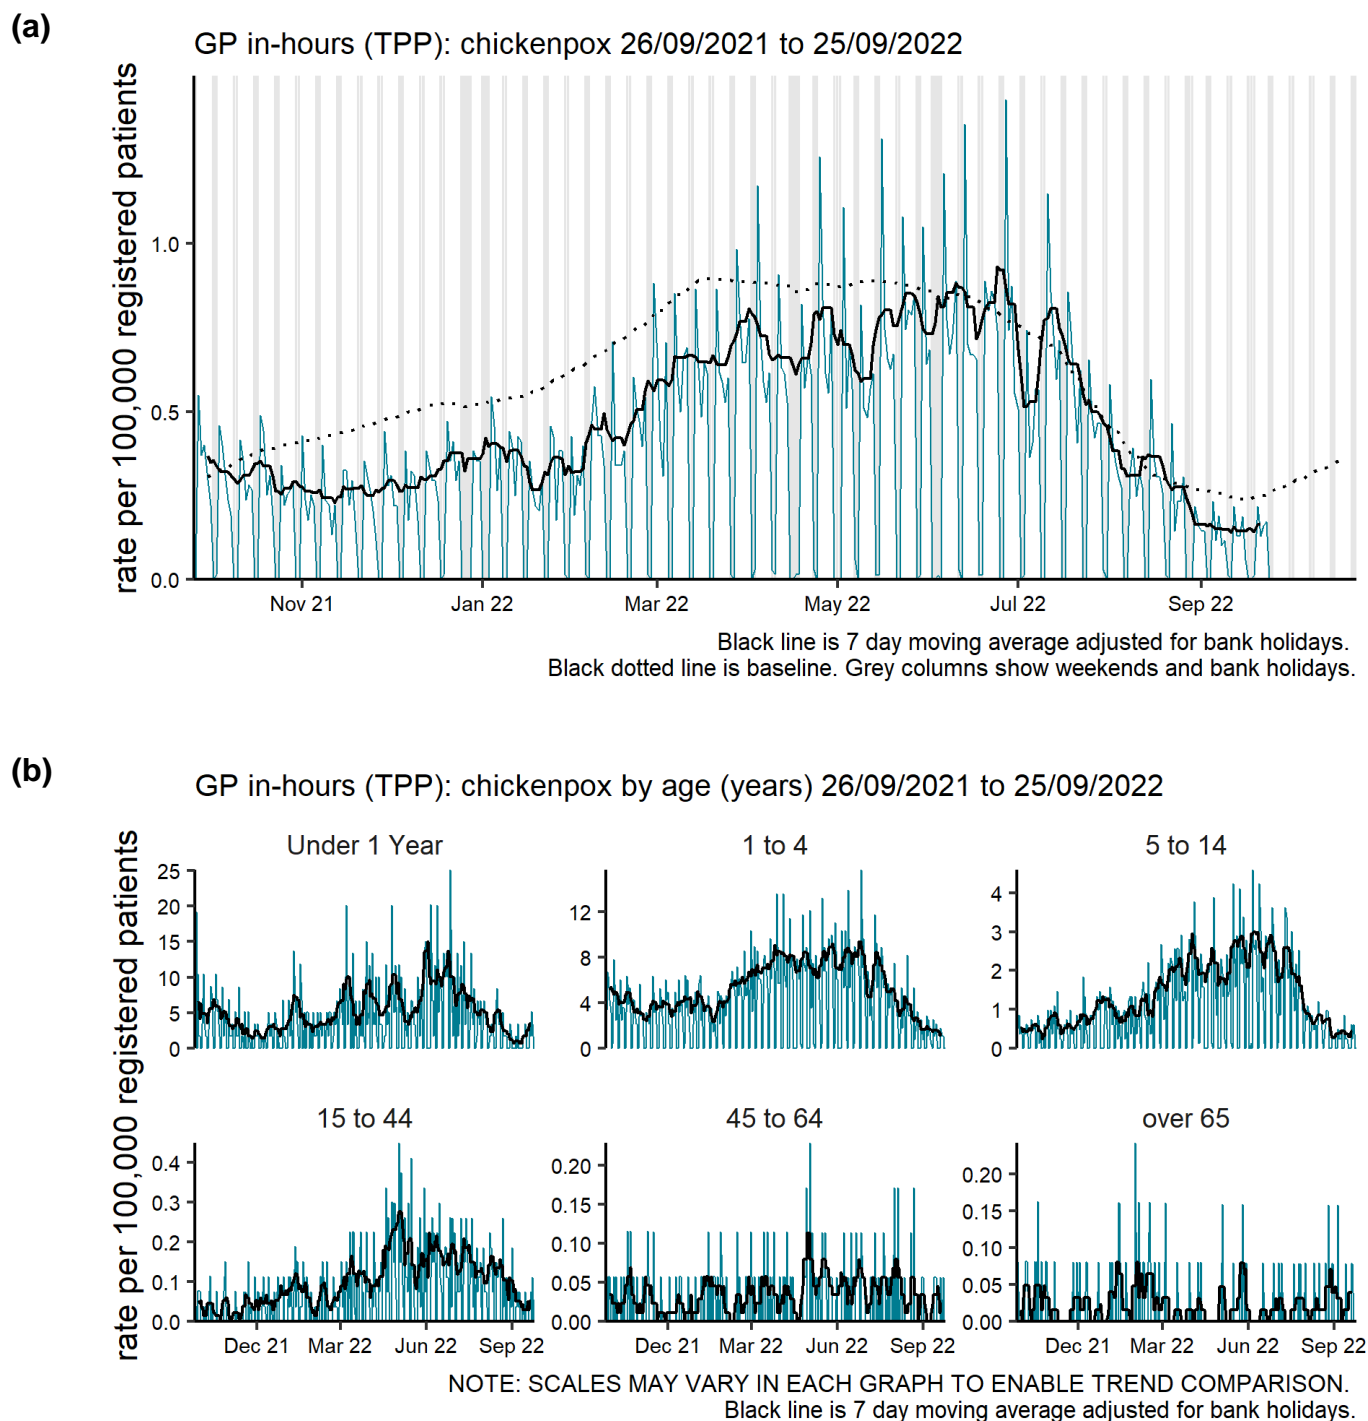 (a)
GP in-hours (TPP): chickenpox 26/09/2021 to 25/09/2022
rate per 100,000 registered patients
1.0
0.5
0.0
Nov 21 Jan 22 Mar 22 May 22 Jul 22 Sep 22
Black line is 7 day moving average adjusted for bank holidays.
Black dotted line is baseline. Grey columns show weekends and bank holidays.
(b)
GP in-hours (TPP): chickenpox by age (years) 26/09/2021 to 25/09/2022
rate per 100,000 registered patients
Under 1 Year
25
20
15
10
5
0
1 to 4
12
8
4
0
5 to 14
4
3
2
1
0
15 to 44
0.4
0.3
0.2
0.1
0.0
Dec 21 Mar 22 Jun 22 Sep 22
45 to 64
0.20
0.15
0.10
0.05
0.00
Dec 21 Mar 22 Jun 22 Sep 22
over 65
0.20
0.15
0.10
0.05
0.00
Dec 21 Mar 22 Jun 22 Sep 22
NOTE: SCALES MAY VARY IN EACH GRAPH TO ENABLE TREND COMPARISON.
Black line is 7 day moving average adjusted for bank holidays.